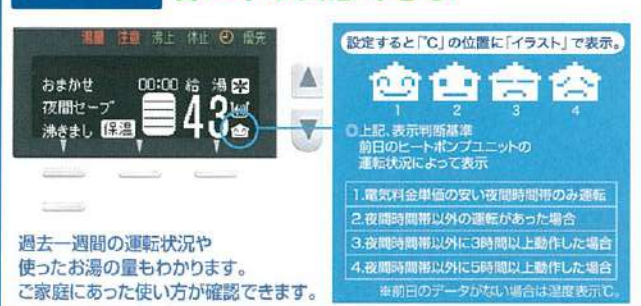 湯量 注意 沸上 休止 優先
おまかせ 00:00 給 湯
夜間セーブ
沸きまし 保温 43
過去一週間の運転状況や
使ったお湯の量もわかります。
ご家庭にあった使い方が確認できます。
設定すると「℃」の位置に「イラスト」で表示。
1 2 3 4
◎上記、表示判断基準
前日のヒートポンプユニットの
運転状況によって表示
1.電気料金単価の安い夜間時間帯のみ運転
2.夜間時間帯以外の運転があった場合
3.夜間時間帯以外に3時間以上動作した場合
4.夜間時間帯以外に5時間以上動作した場合
※前日のデータがない場合は温度表示℃。